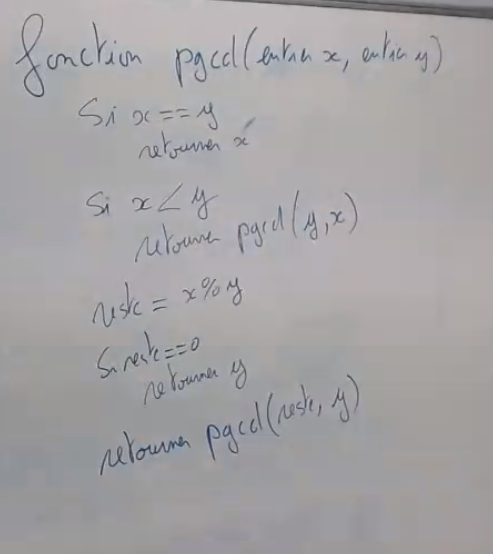 fonction pgcd(entier x, entier y)
Si x==y
retourner x
Si x<y
retourner pgcd(y,x)
reste = x%y
Si reste==0
retourner y
retourner pgcd(reste, y)